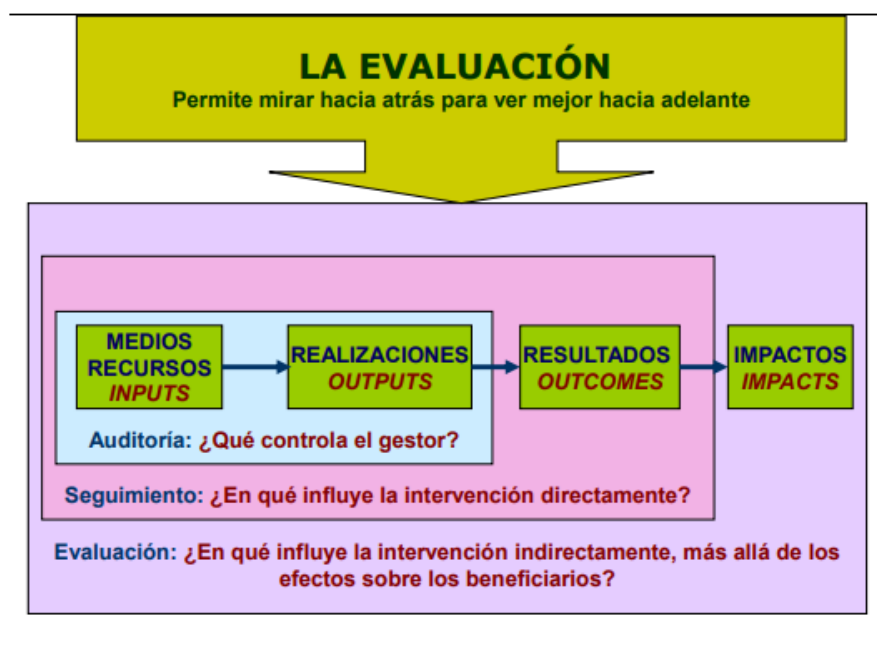 LA EVALUACIÓN
Permite mirar hacia atrás para ver mejor hacia adelante
MEDIOS
RECURSOS
INPUTS
REALIZACIONES
OUTPUTS
RESULTADOS
OUTCOMES
IMPACTOS
IMPACTS
Auditoría: ¿Qué controla el gestor?
Seguimiento: ¿En qué influye la intervención directamente?
Evaluación: ¿En qué influye la intervención indirectamente, más allá de los
efectos sobre los beneficiarios?